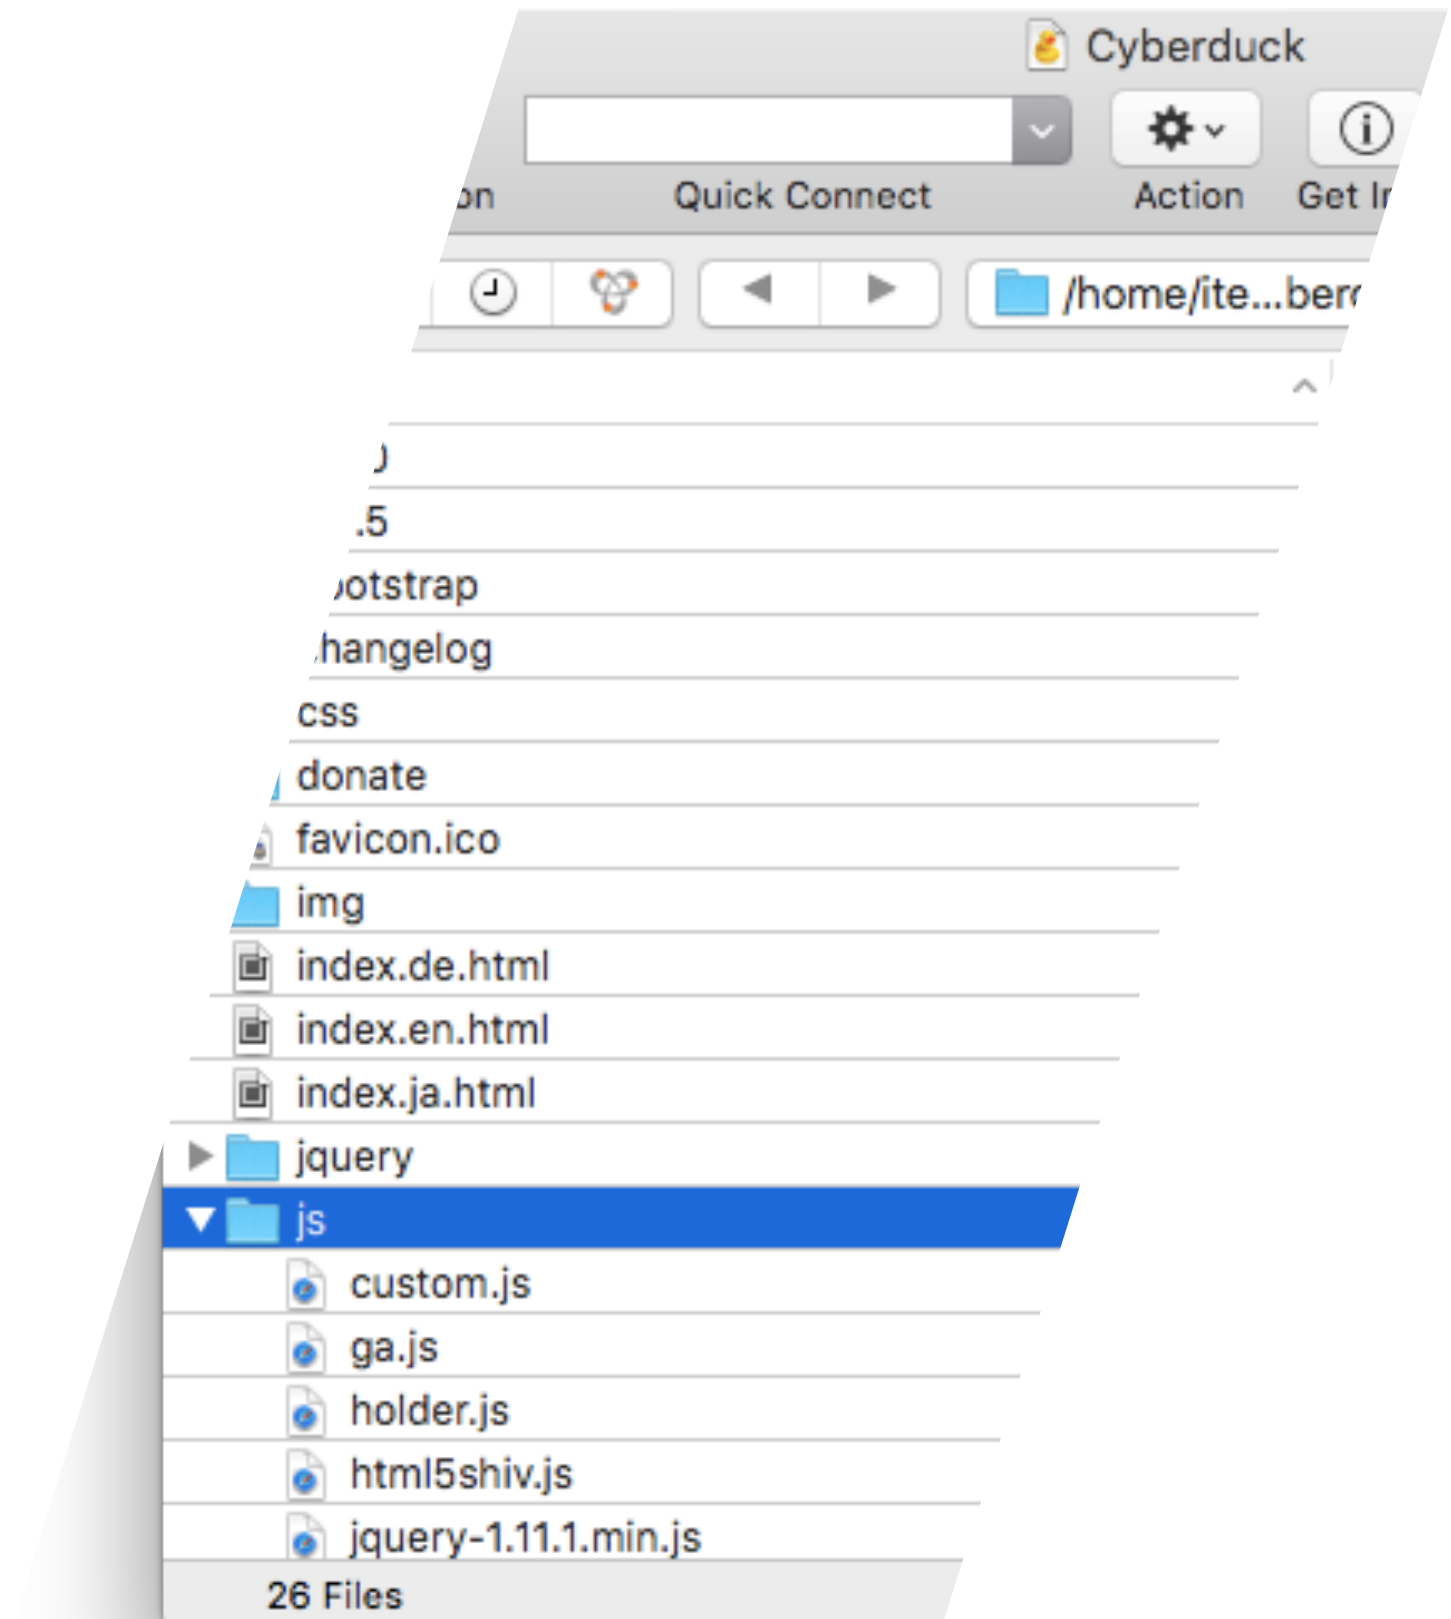 Cyberduck
Quick Connect Action Get
/home/ite...ber
.5
css
donate
favicon.ico
img
index.de.html
index.en.html
index.ja.html
jquery
js
custom.js
ga.js
holder.js
html5shiv.js
jquery-1.11.1.min.js
26 Files